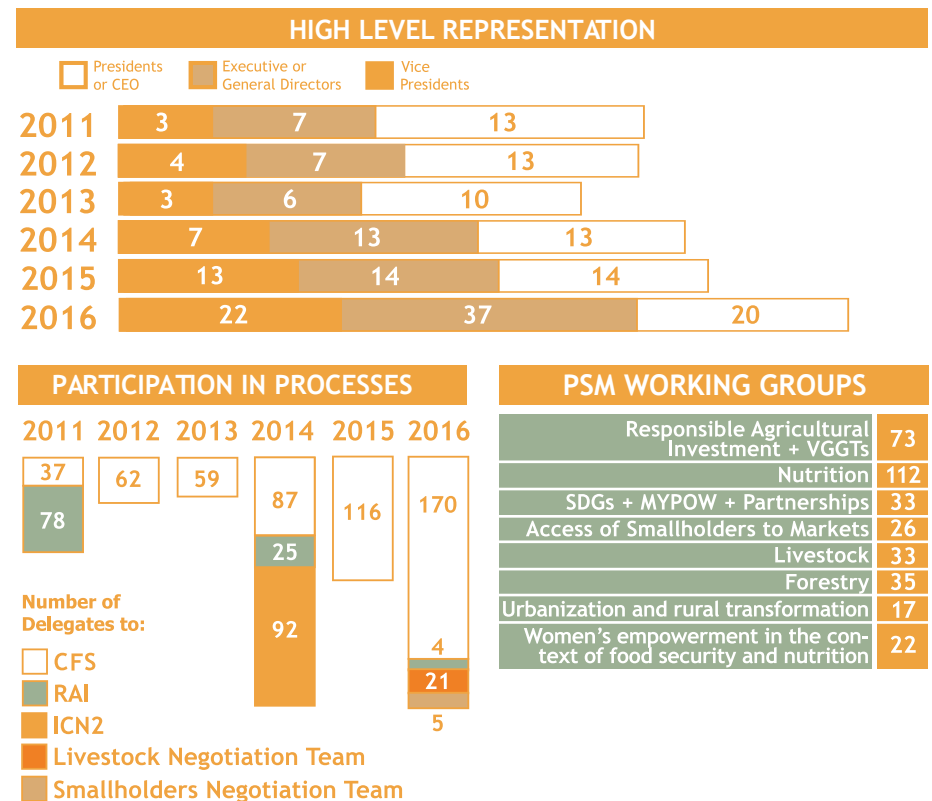 HIGH LEVEL REPRESENTATION
Presidents
or CEO
Executive or
General Directors
Vice
Presidents
2011 3 7 13
2012 4 7 13
2013 3 6 10
2014 7 13 13
2015 13 14 14
2016 22 37 20
PARTICIPATION IN PROCESSES
2011 2012 2013 2014 2015 2016
37
78
62
59
87
25
92
116
170
4
21
5
Number of
Delegates to:
CFS
RAI
ICN2
Livestock Negotiation Team
Smallholders Negotiation Team
PSM WORKING GROUPS
Responsible Agricultural
Investment + VGGTs
73
Nutrition 112
SDGs + MYPOW + Partnerships 33
Access of Smallholders to Markets 26
Livestock 33
Forestry 35
Urbanization and rural transformation 17
Women's empowerment in the con-
text of food security and nutrition
22